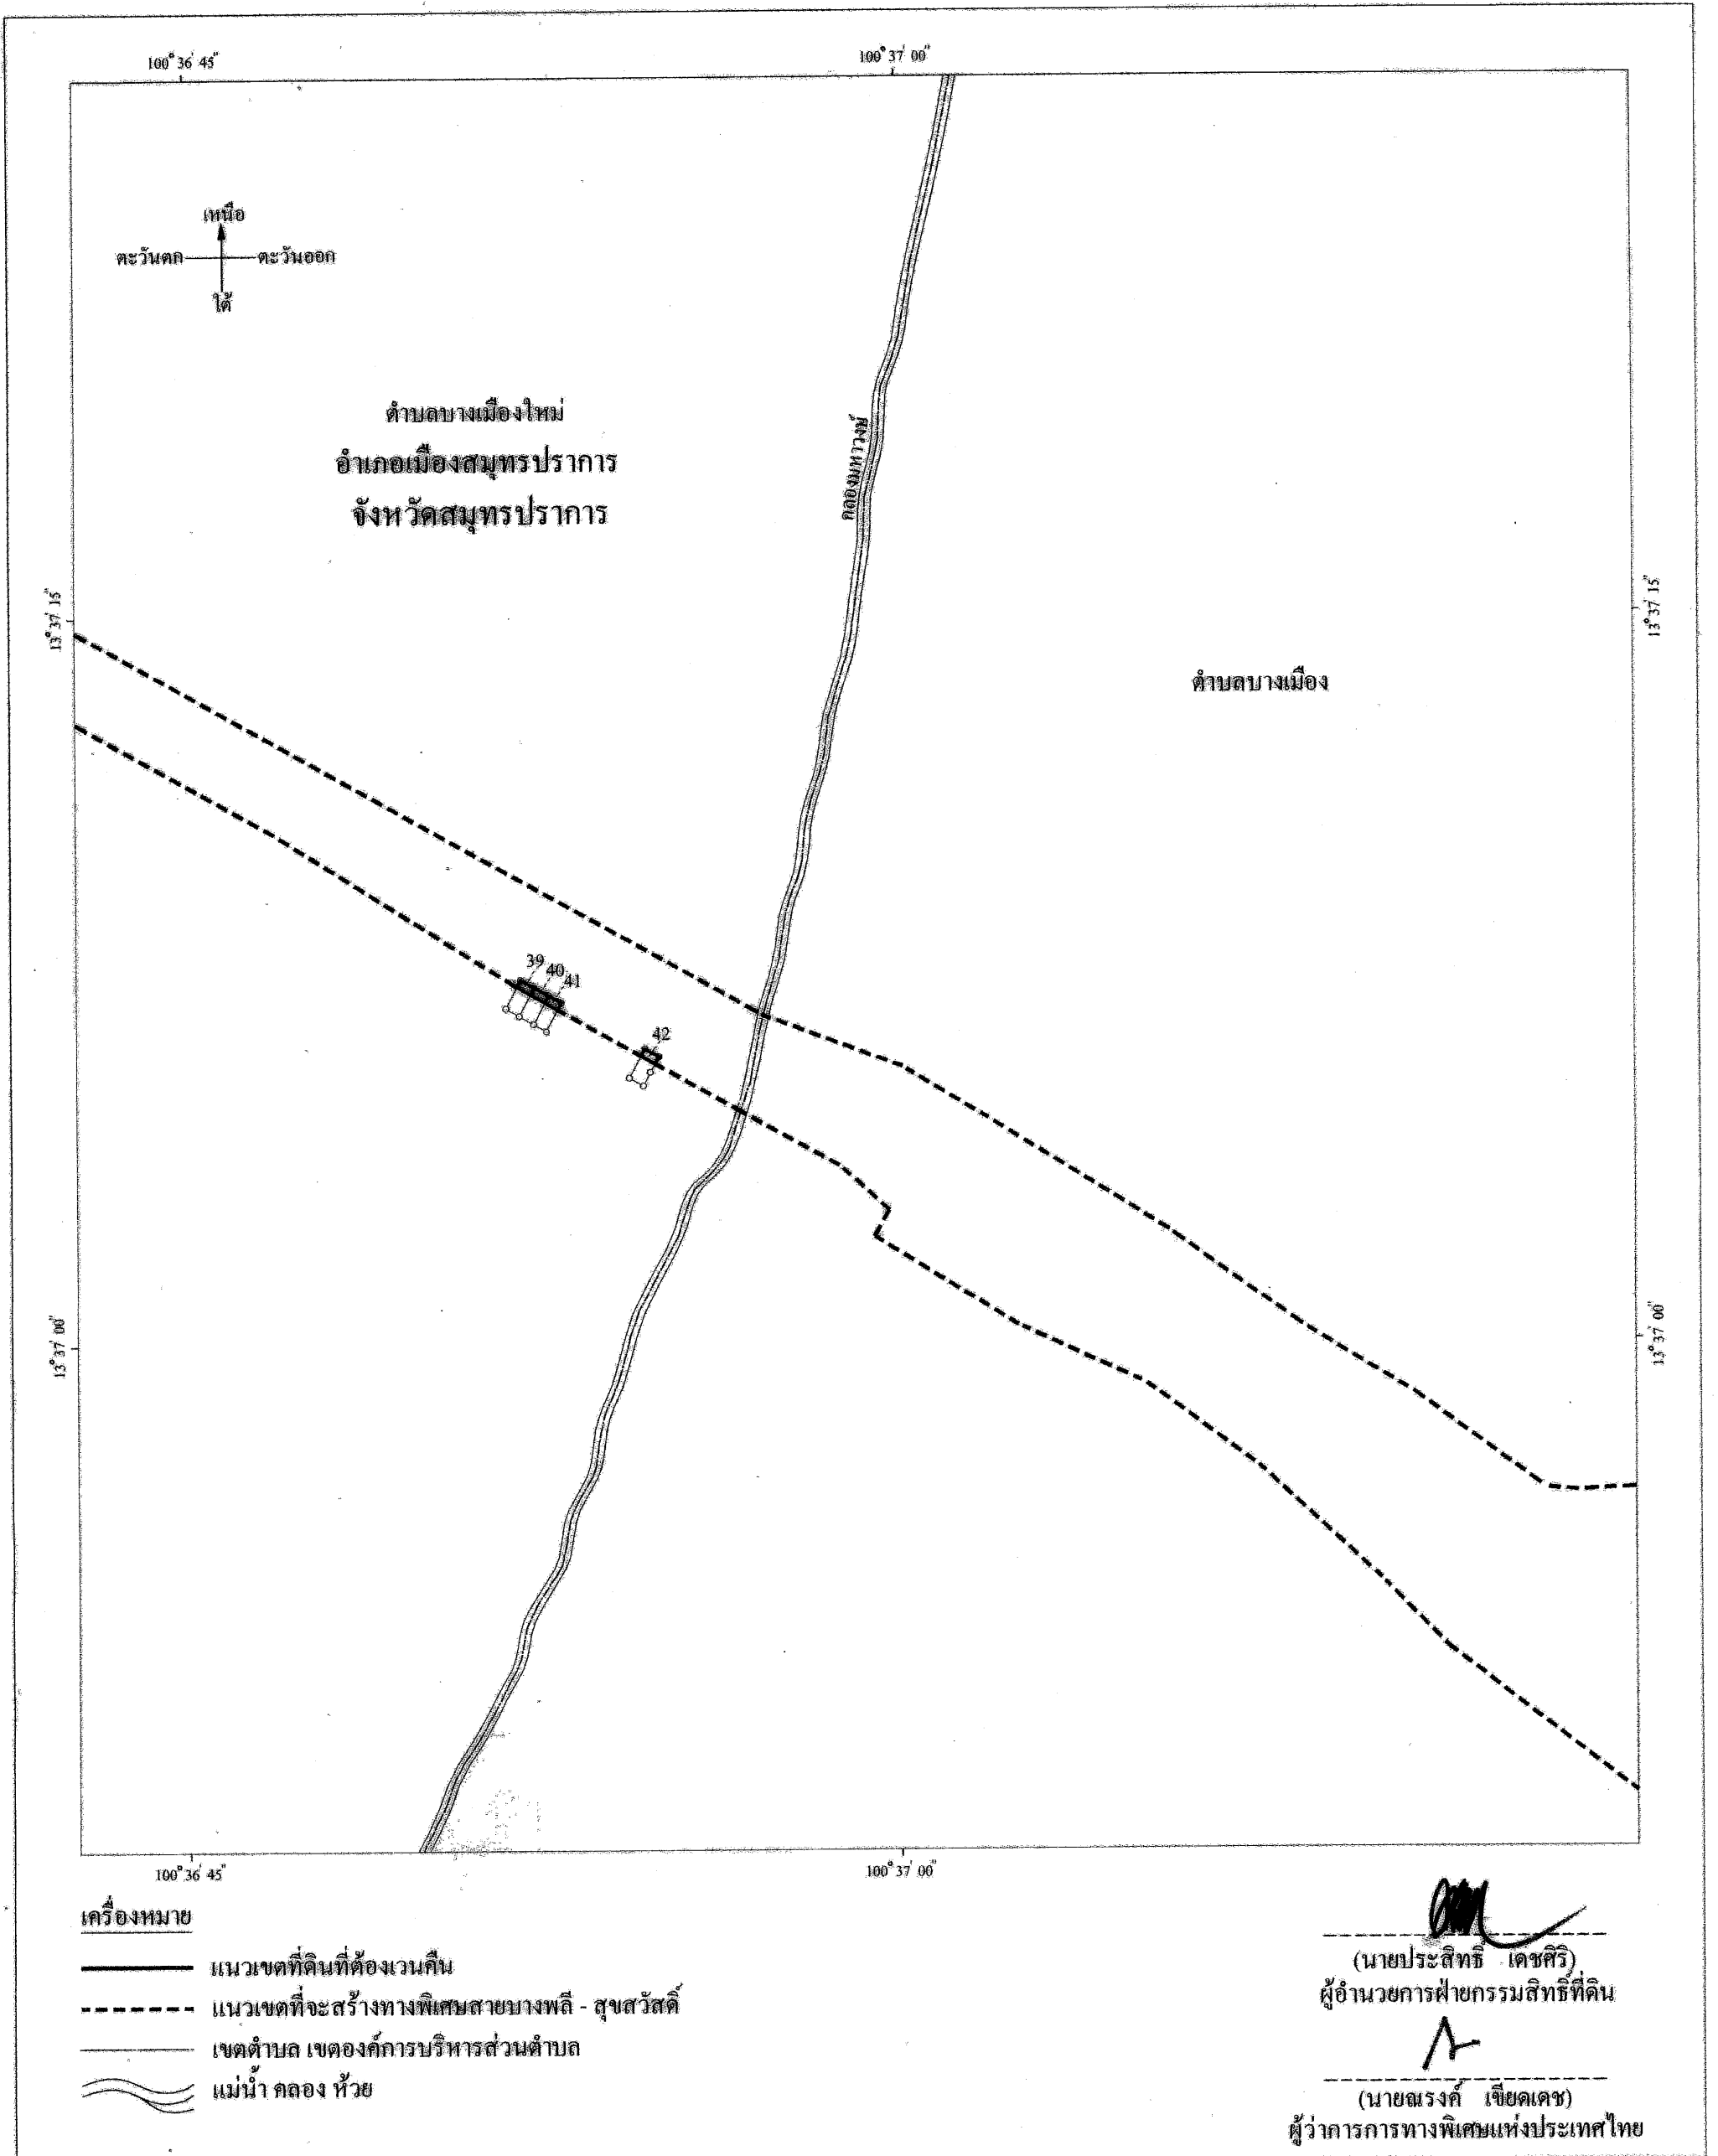 100° 36' 45"
100° 37' 00"
เหนือ
ตะวันตก
ตะวันออก
ใต้
ตำบลบางเมืองใหม่
อำเภอเมืองสมุทรปราการ
จังหวัดสมุทรปราการ
คลองมหาวงษ์
13° 37' 15"
13° 37' 15"
ตำบลบางเมือง
39
40
41
42
13° 37' 00"
13° 37' 00"
100° 36' 45"
100° 37' 00"
เครื่องหมาย
แนวเขตที่ดินที่ต้องเวนคืน
แนวเขตที่จะสร้างทางพิเศษสายบางพลี - สุขสวัสดิ์
เขตตำบล เขตองค์การบริหารส่วนตำบล
แม่น้ำ คลอง ห้วย
(นายประสิทธิ์ เดชศิริ)
ผู้อำนวยการฝ่ายกรรมสิทธิ์ที่ดิน
(นายณรงค์ เขียดเดช)
ผู้ว่าการการทางพิเศษแห่งประเทศไทย